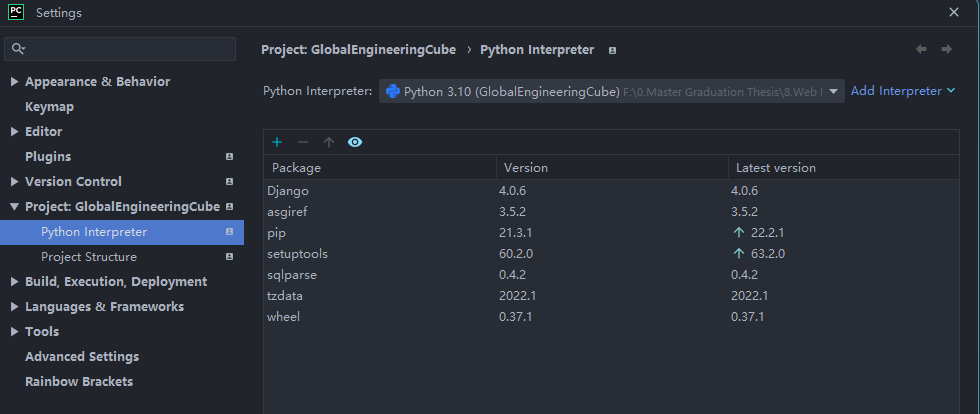 PC Settings
Project: GlobalEngineeringCube › Python Interpreter
Appearance & Behavior
Python Interpreter: Python 3.10 (GlobalEngineeringCube) F:\0.Master Graduation Thesis\8.Web Add Interpreter
Keymap
Editor
Plugins
Version Control
Project: GlobalEngineeringCube
Python Interpreter
Project Structure
Build, Execution, Deployment
Languages & Frameworks
Tools
Advanced Settings
Rainbow Brackets
Package Version Latest version
Django 4.0.6 4.0.6
asgiref 3.5.2 3.5.2
pip 21.3.1 22.2.1
setuptools 60.2.0 63.2.0
sqlparse 0.4.2 0.4.2
tzdata 2022.1 2022.1
wheel 0.37.1 0.37.1